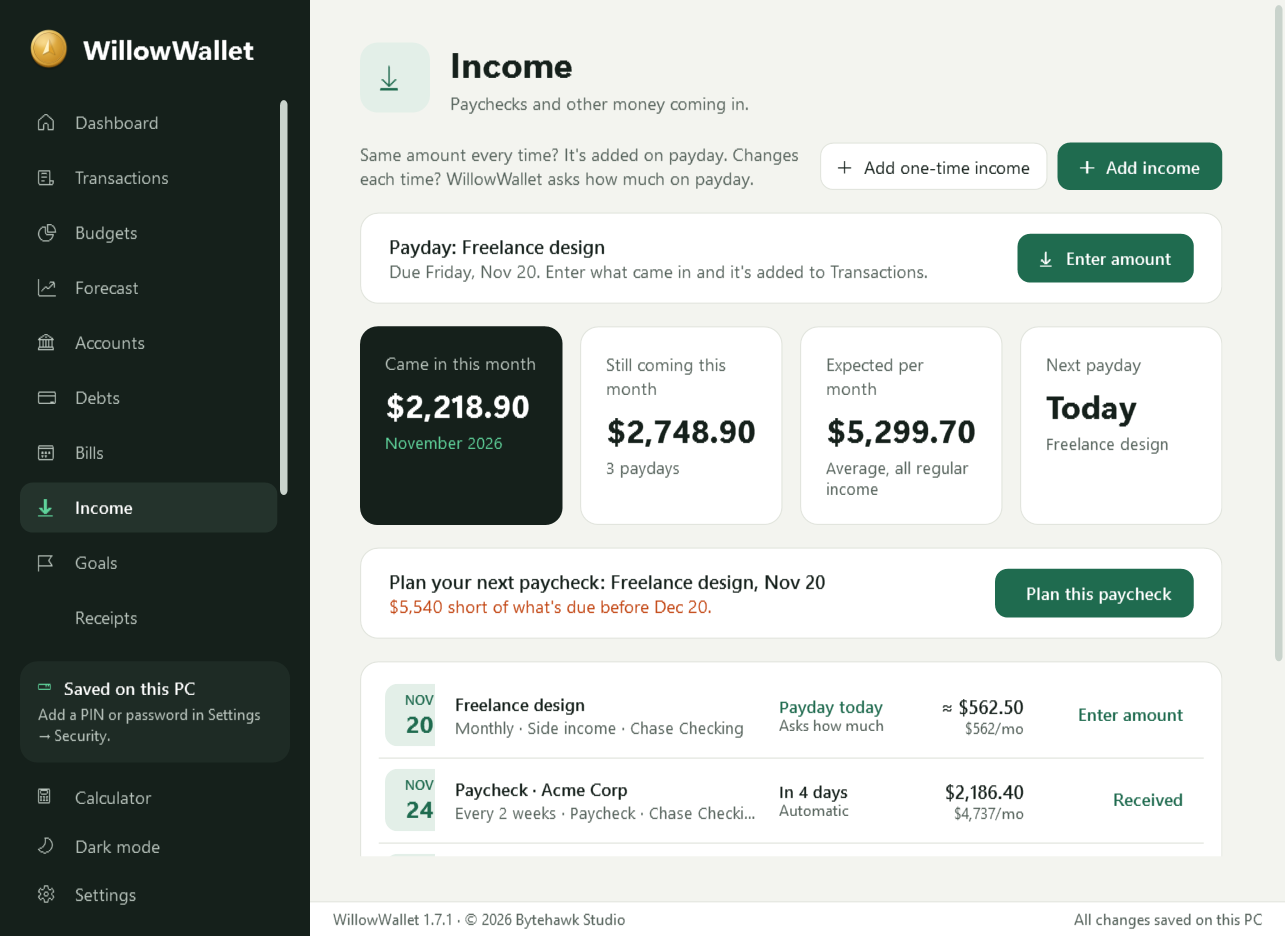 WillowWallet
Dashboard
Transactions
Budgets
Forecast
Accounts
Debts
Bills
Income
Goals
Receipts
Saved on this PC
Add a PIN or password in Settings
→ Security.
Calculator
Dark mode
Settings
Income
Paychecks and other money coming in.
Same amount every time? It's added on payday. Changes
each time? WillowWallet asks how much on payday.
+ Add one-time income
+ Add income
Payday: Freelance design
Due Friday, Nov 20. Enter what came in and it's added to Transactions.
Enter amount
Came in this month
$2,218.90
November 2026
Still coming this
month
$2,748.90
3 paydays
Expected per
month
$5,299.70
Average, all regular
income
Next payday
Today
Freelance design
Plan your next paycheck: Freelance design, Nov 20
$5,540 short of what's due before Dec 20.
Plan this paycheck
NOV
20
Freelance design
Monthly · Side income · Chase Checking
Payday today
Asks how much
≈ $562.50
$562/mo
Enter amount
NOV
24
Paycheck · Acme Corp
Every 2 weeks · Paycheck · Chase Checki...
In 4 days
Automatic
$2,186.40
$4,737/mo
Received
WillowWallet 1.7.1 · © 2026 Bytehawk Studio
All changes saved on this PC